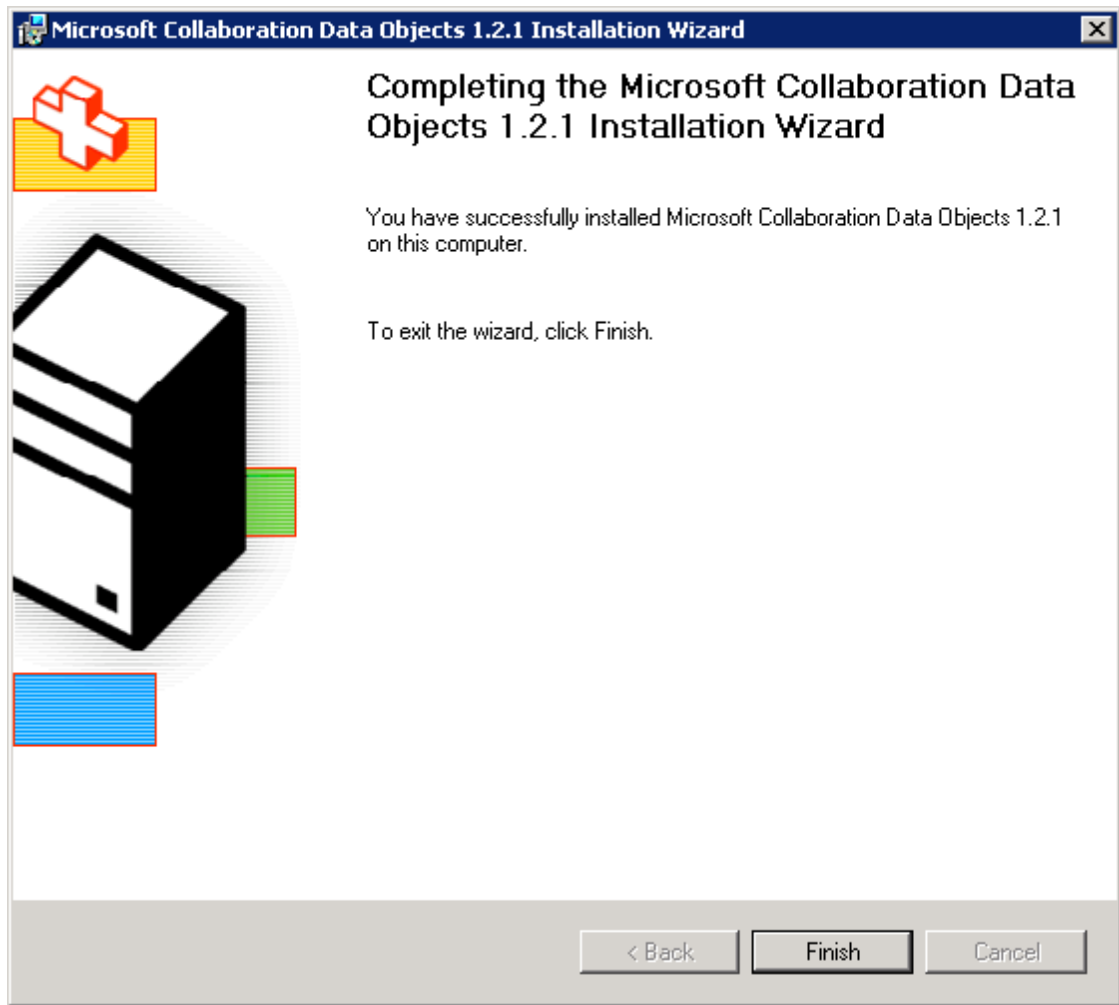 Microsoft Collaboration Data Objects 1.2.1 Installation Wizard
Completing the Microsoft Collaboration Data
Objects 1.2.1 Installation Wizard
You have successfully installed Microsoft Collaboration Data Objects 1.2.1
on this computer.
To exit the wizard, click Finish.
< Back
Finish
Cancel